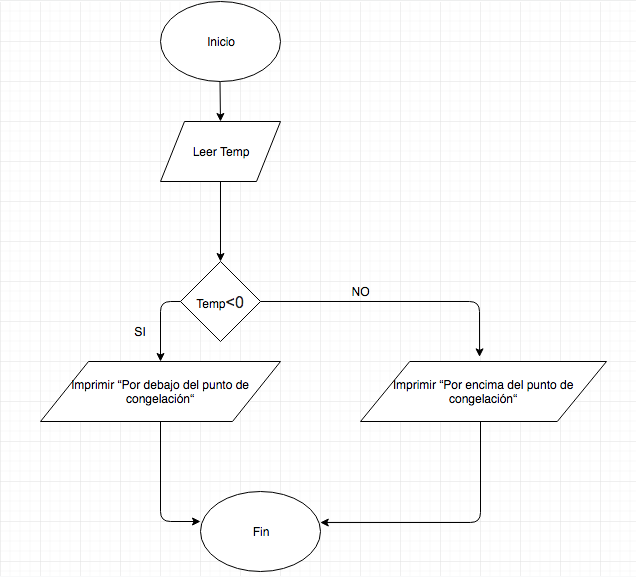 Inicio
Leer Temp
Temp<0
NO
SI
Imprimir “Por debajo del punto de
congelación“
Imprimir “Por encima del punto de
congelación“
Fin